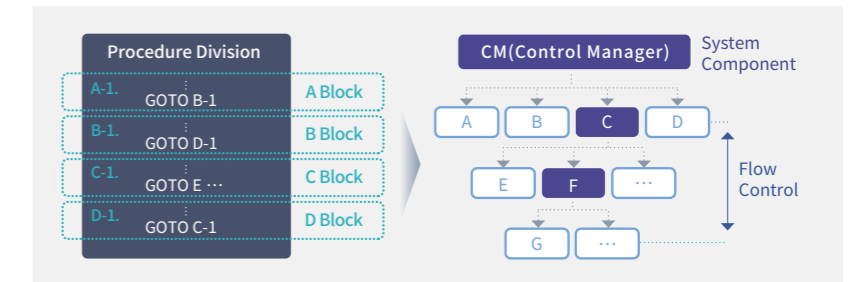 Procedure Division
A-1.
⋮
GOTO B-1
A Block
B-1.
⋮
GOTO D-1
B Block
C-1.
⋮
GOTO E ⋯
C Block
D-1.
⋮
GOTO C-1
D Block
CM(Control Manager)
System
Component
A
B
C
D
E
F
⋯
G
⋯
Flow
Control